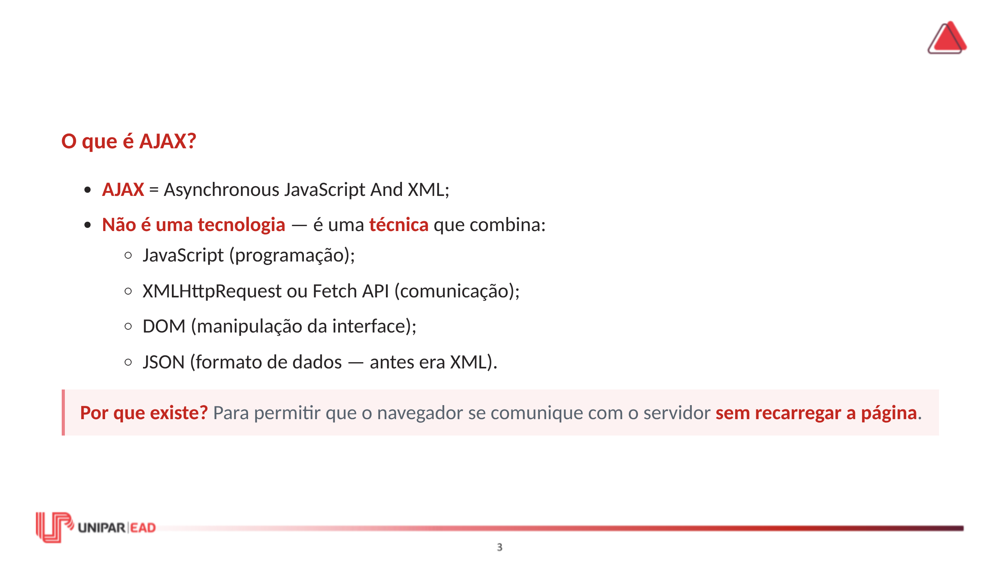 O que é AJAX?
• AJAX = Asynchronous JavaScript And XML;
• Não é uma tecnologia — é uma técnica que combina:
◦ JavaScript (programação);
◦ XMLHttpRequest ou Fetch API (comunicação);
◦ DOM (manipulação da interface);
◦ JSON (formato de dados — antes era XML).
Por que existe? Para permitir que o navegador se comunique com o servidor sem recarregar a página.
UNIPAR|EAD
3